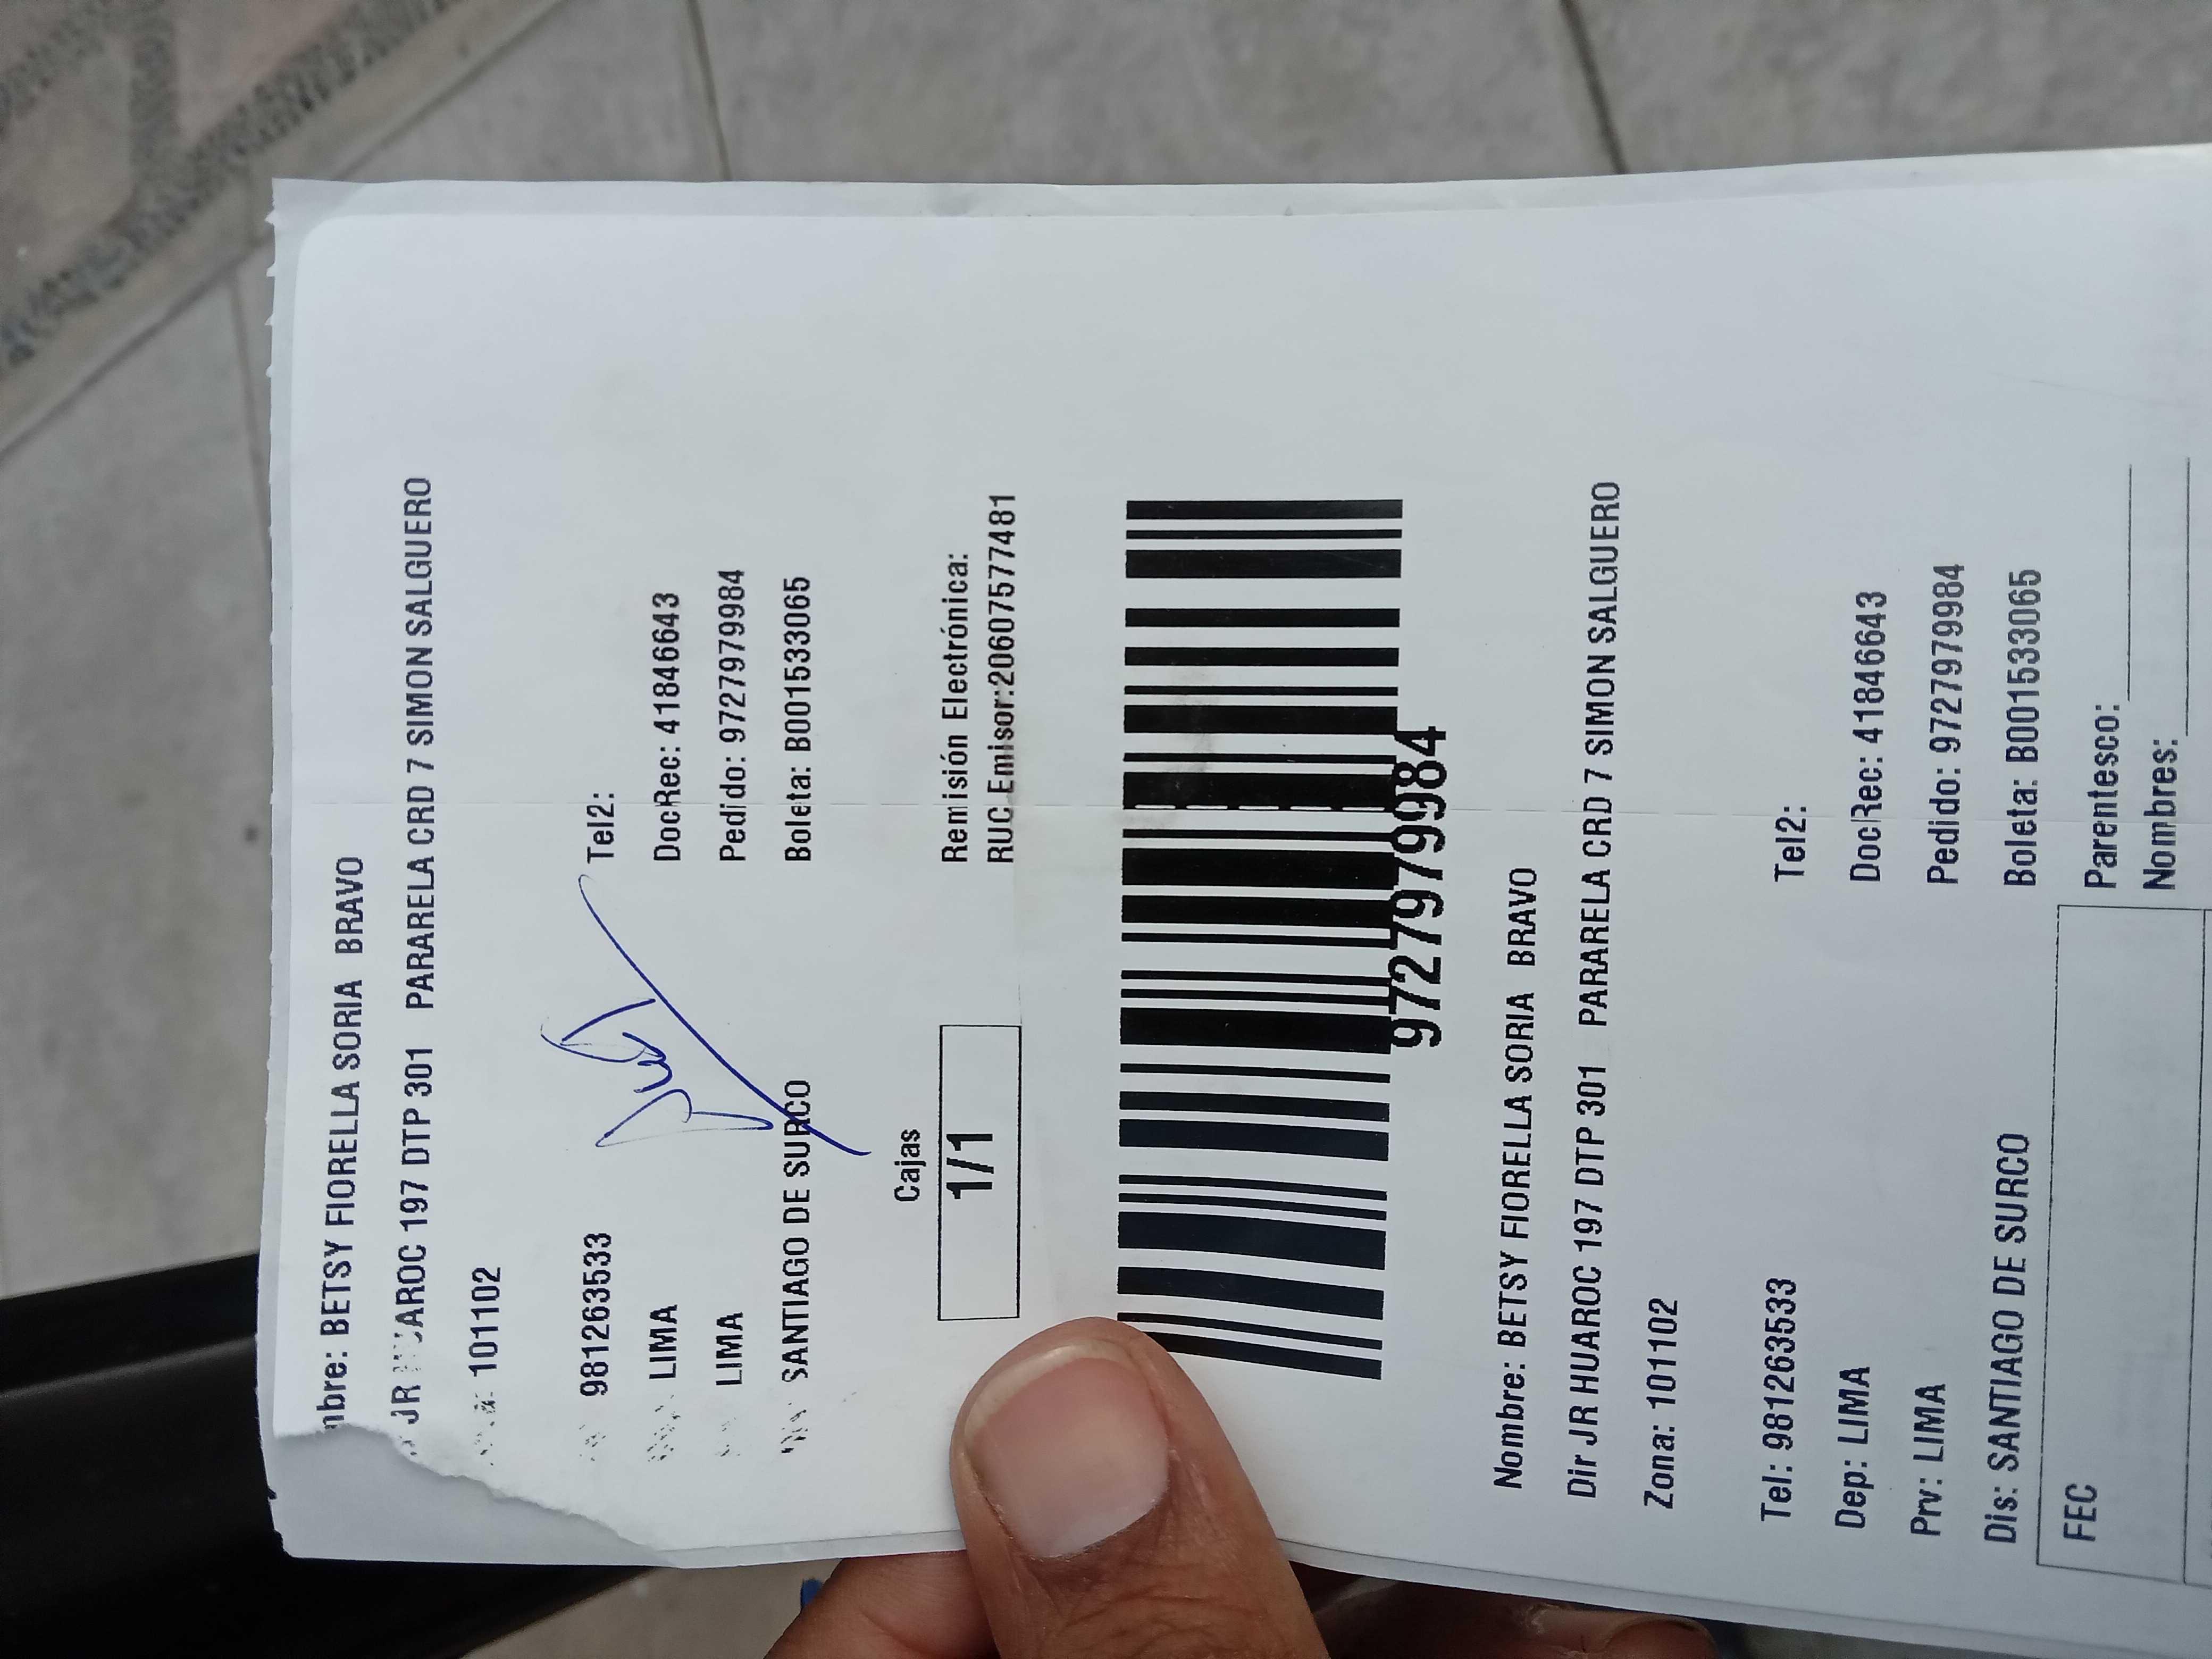 mbre: BETSY FIORELLA SORIA BRAVO
JR HUAROC 197 DTP 301 PARARELA CRD 7 SIMON SALGUERO
101102
981263533 Tel2:
LIMA DocRec: 41846643
LIMA Pedido: 9727979984
SANTIAGO DE SURCO Boleta: B001533065
Cajas
1/1
Remisión Electrónica:
RUC Emisor:20607577481
9727979984
Nombre: BETSY FIORELLA SORIA BRAVO
Dir JR HUAROC 197 DTP 301 PARARELA CRD 7 SIMON SALGUERO
Zona: 101102
Tel: 981263533 Tel2:
Dep: LIMA DocRec: 41846643
Prv: LIMA Pedido: 9727979984
Dis: SANTIAGO DE SURCO Boleta: B001533065
FEC Parentesco:
Nombres: